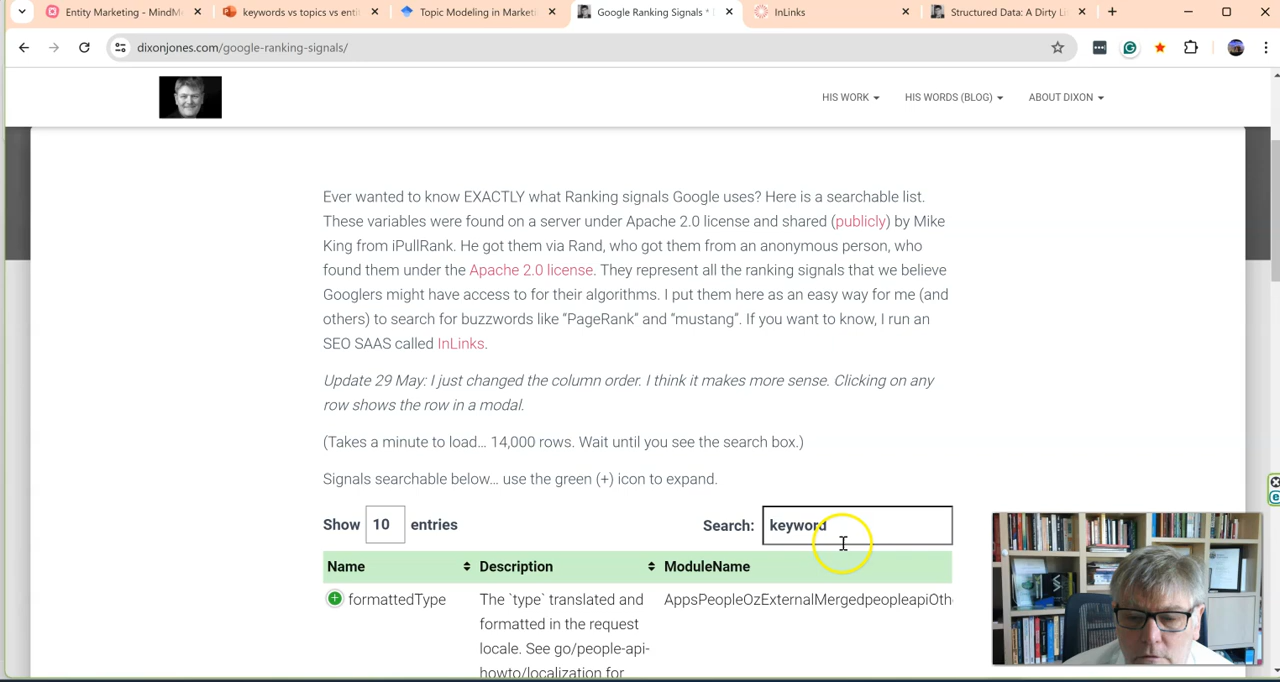 Entity Marketing - MindM
keywords vs topics vs enti
Topic Modeling in Marketi
Google Ranking Signals *
InLinks
Structured Data: A Dirty Li
dixonjones.com/google-ranking-signals/
HIS WORK
HIS WORDS (BLOG)
ABOUT DIXON
Ever wanted to know EXACTLY what Ranking signals Google uses? Here is a searchable list.
These variables were found on a server under Apache 2.0 license and shared (publicly) by Mike
King from iPullRank. He got them via Rand, who got them from an anonymous person, who
found them under the Apache 2.0 license. They represent all the ranking signals that we believe
Googlers might have access to for their algorithms. I put them here as an easy way for me (and
others) to search for buzzwords like “PageRank” and “mustang”. If you want to know, I run an
SEO SAAS called InLinks.
Update 29 May: I just changed the column order. I think it makes more sense. Clicking on any
row shows the row in a modal.
(Takes a minute to load… 14,000 rows. Wait until you see the search box.)
Signals searchable below… use the green (+) icon to expand.
Show 10 entries
Search: keyword
Name
Description
ModuleName
formattedType
The `type` translated and
AppsPeopleOzExternalMergedpeopleapiOth
formatted in the request
locale. See go/people-api-
howto/localization for